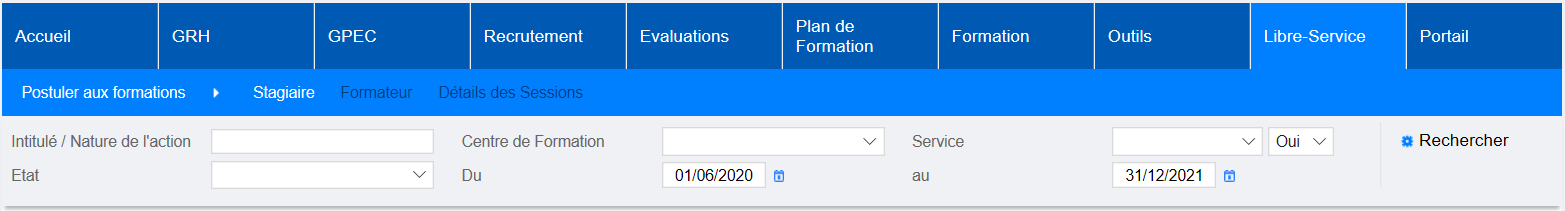 Accueil GRH GPEC Recrutement Evaluations Plan de Formation Formation Outils Libre-Service Portail
Postuler aux formations Stagiaire Formateur Détails des Sessions
Intitulé / Nature de l'action Centre de Formation Service Oui Rechercher
Etat Du 01/06/2020 au 31/12/2021